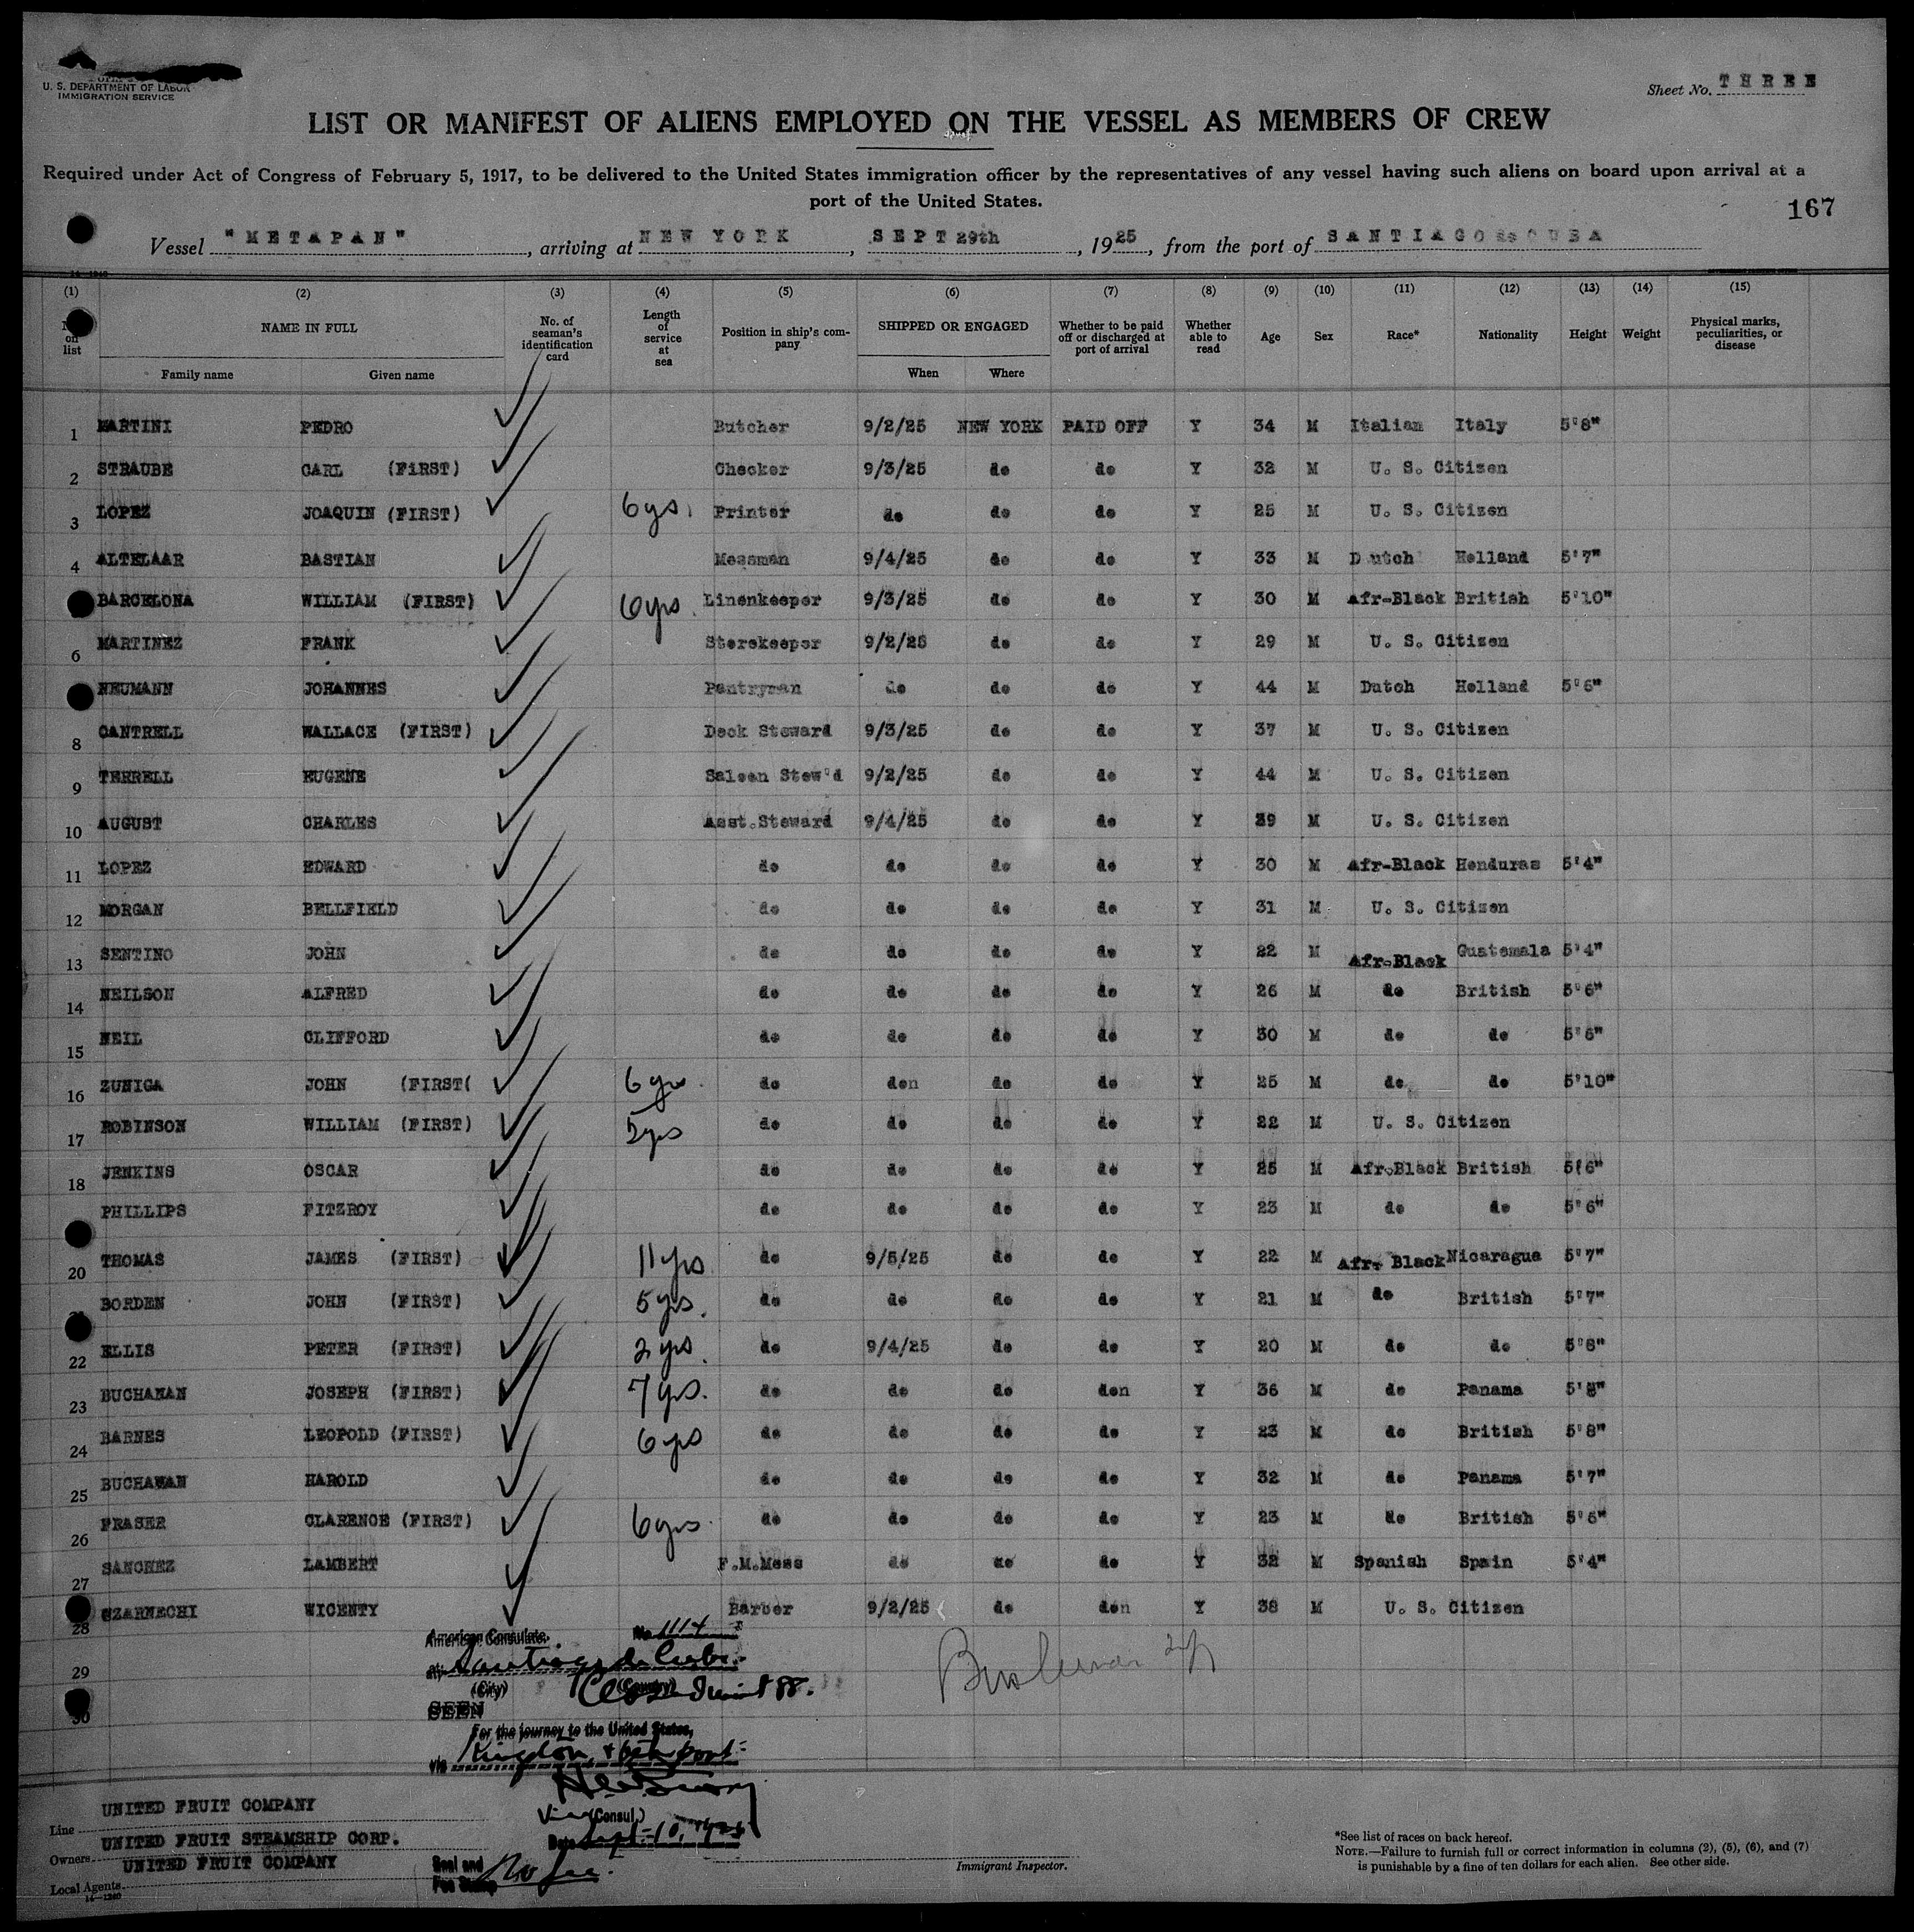 U. S. DEPARTMENT OF LABOR
IMMIGRATION SERVICE
Sheet No. THREE
LIST OR MANIFEST OF ALIENS EMPLOYED ON THE VESSEL AS MEMBERS OF CREW
Required under Act of Congress of February 5, 1917, to be delivered to the United States immigration officer by the representatives of any vessel having such aliens on board upon arrival at a
port of the United States.
167
Vessel "METAPAN", arriving at NEW YORK, SEPT 29th, 1925, from the port of SANTIAGO de CUBA
(1) (2) (3) (4) (5) (6) (7) (8) (9) (10) (11) (12) (13) (14) (15)
on list NAME IN FULL No. of seaman's identification card Length of service at sea Position in ship's company SHIPPED OR ENGAGED Whether to be paid off or discharged at port of arrival Whether able to read Age Sex Race* Nationality Height Weight Physical marks, peculiarities, or disease
Family name Given name When Where
1 MARTINI PEDRO Butcher 9/2/25 NEW YORK PAID OFF Y 34 M Italian Italy 5'8"
2 STRAUBE CARL (FiRST) Checker 9/3/25 do do Y 32 M U. S. Citizen
3 LOPEZ JOAQUIN (FIRST) 6 ys. Printer do do do Y 25 M U. S. Citizen
4 ALTELAAR BASTIAN Messman 9/4/25 do do Y 33 M Dutch Holland 5'7"
BARCELONA WILLIAM (FIRST) 6 yrs. Linenkeeper 9/3/25 do do Y 30 M Afr-Black British 5'10"
6 MARTINEZ FRANK Storekeeper 9/2/25 do do Y 29 M U. S. Citizen
NEUMANN JOHANNES Pantryman do do do Y 44 M Dutch Holland 5'6"
8 CANTRELL WALLACE (FIRST) Deck Steward 9/3/25 do do Y 37 M U. S. Citizen
9 TERRELL EUGENE Saloon Stew'd 9/2/25 do do Y 44 M U. S. Citizen
10 AUGUST CHARLES Asst.Steward 9/4/25 do do Y 39 M U. S. Citizen
11 LOPEZ EDWARD do do do do Y 30 M Afr-Black Honduras 5'4"
12 MORGAN BELLFIELD do do do do Y 31 M U. S. Citizen
13 SENTINO JOHN do do do do Y 22 M Afr-Black Guatemala 5'4"
14 NEILSON ALFRED do do do do Y 26 M do British 5'6"
15 NEIL CLIFFORD do do do do Y 30 M do do 5'6"
16 ZUNIGA JOHN (FIRST( 6 yrs. do don do do Y 25 M do do 5'10"
17 ROBINSON WILLIAM (FIRST) 5 yrs do do do do Y 22 M U. S. Citizen
18 JENKINS OSCAR do do do do Y 25 M Afr.Black British 5'6"
PHILLIPS FITZROY do do do do Y 23 M do do 5'6"
20 THOMAS JAMES (FIRST) 11 yrs do 9/5/25 do do Y 22 M Afr- Black Nicaragua 5'7"
BORDEN JOHN (FIRST) 5 yrs. do do do do Y 21 M do British 5'7"
22 ELLIS PETER (FIRST) 2 yrs. do 9/4/25 do do Y 20 M do do 5'8"
23 BUCHANAN JOSEPH (FIRST) 7 yrs. do do do don Y 36 M do Panama 5'8"
24 BARNES LEOPOLD (FIRST) 6 yrs do do do do Y 23 M do British 5'8"
25 BUCHANAN HAROLD do do do do Y 32 M do Panama 5'7"
26 FRASER CLARENCE (FIRST) 6 yrs. do do do do Y 23 M do British 5'6"
27 SANCHEZ LAMBERT F.M.Mess do do do Y 32 M Spanish Spain 5'4"
28 CZARNECHI WICENTY Barber 9/2/25 do don Y 38 M U. S. Citizen
American Consulate. No 1114
29 at Santiago de Cuba.
(City) (Country)
30 SEEN
For the journey to the United States,
via Kingston
Vice (Consul.)
Date Sept. 10, 1925
Seal and Fee Stamp No fee.
Line UNITED FRUIT COMPANY
Owners UNITED FRUIT STEAMSHIP CORP.
Local Agents UNITED FRUIT COMPANY
14-1240
Immigrant Inspector.
*See list of races on back hereof.
NOTE.—Failure to furnish full or correct information in columns (2), (5), (6), and (7)
is punishable by a fine of ten dollars for each alien. See other side.